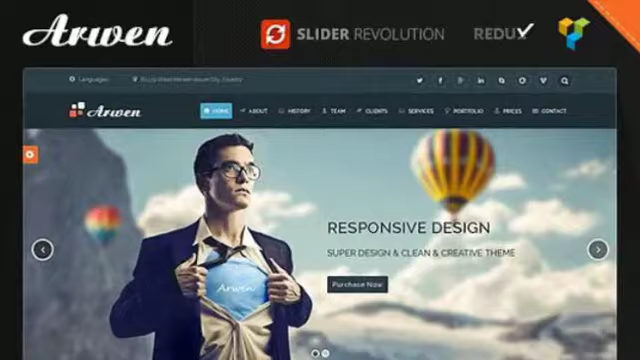 Arwen
SLIDER REVOLUTION
REDUX
Languages
Arwen
HOME
ABOUT
HISTORY
TEAM
CLIENTS
SERVICES
PORTFOLIO
PRICES
CONTACT
RESPONSIVE DESIGN
SUPER DESIGN & CLEAN & CREATIVE THEME
Purchase Now
Arwen